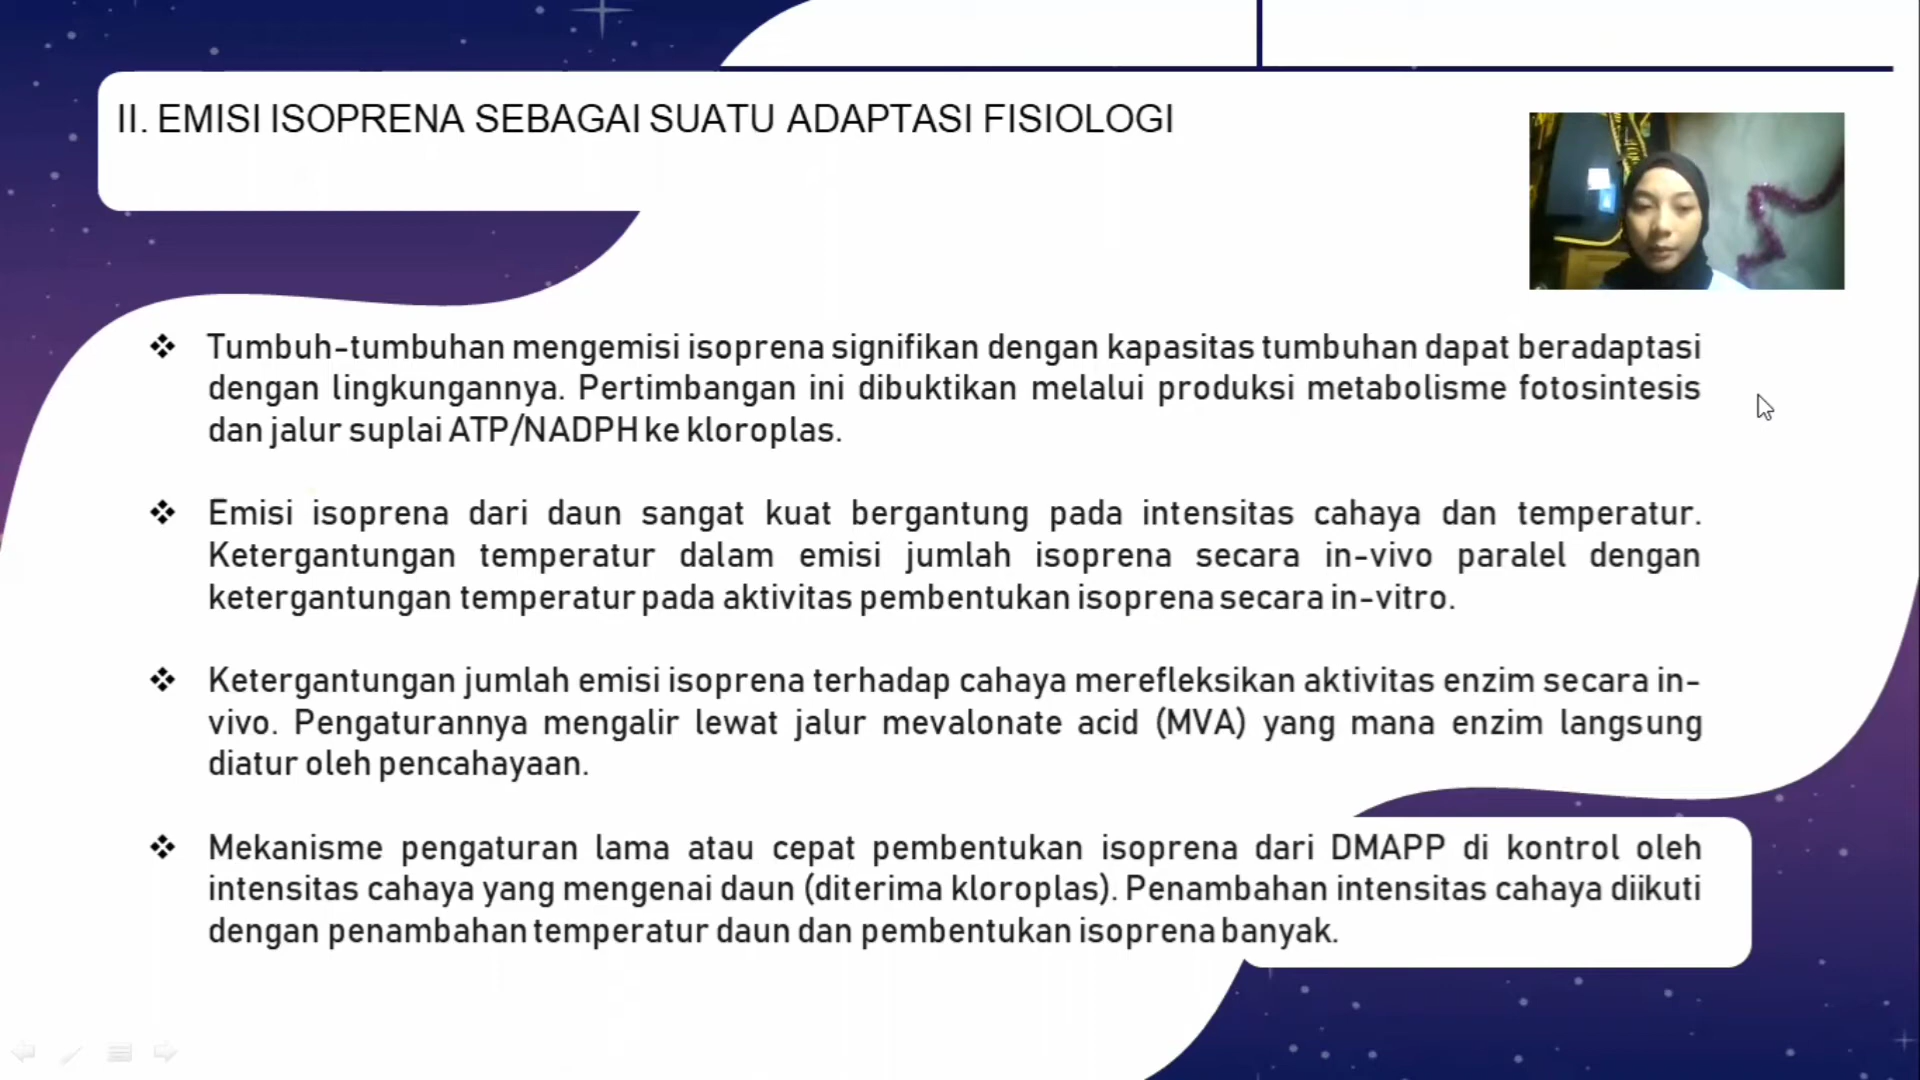 II. EMISI ISOPRENA SEBAGAI SUATU ADAPTASI FISIOLOGI
Tumbuh-tumbuhan mengemisi isoprena signifikan dengan kapasitas tumbuhan dapat beradaptasi
dengan lingkungannya. Pertimbangan ini dibuktikan melalui produksi metabolisme fotosintesis
dan jalur suplai ATP/NADPH ke kloroplas.
Emisi isoprena dari daun sangat kuat bergantung pada intensitas cahaya dan temperatur.
Ketergantungan temperatur dalam emisi jumlah isoprena secara in-vivo paralel dengan
ketergantungan temperatur pada aktivitas pembentukan isoprena secara in-vitro.
Ketergantungan jumlah emisi isoprena terhadap cahaya merefleksikan aktivitas enzim secara in-
vivo. Pengaturannya mengalir lewat jalur mevalonate acid (MVA) yang mana enzim langsung
diatur oleh pencahayaan.
Mekanisme pengaturan lama atau cepat pembentukan isoprena dari DMAPP di kontrol oleh
intensitas cahaya yang mengenai daun (diterima kloroplas). Penambahan intensitas cahaya diikuti
dengan penambahan temperatur daun dan pembentukan isoprena banyak.